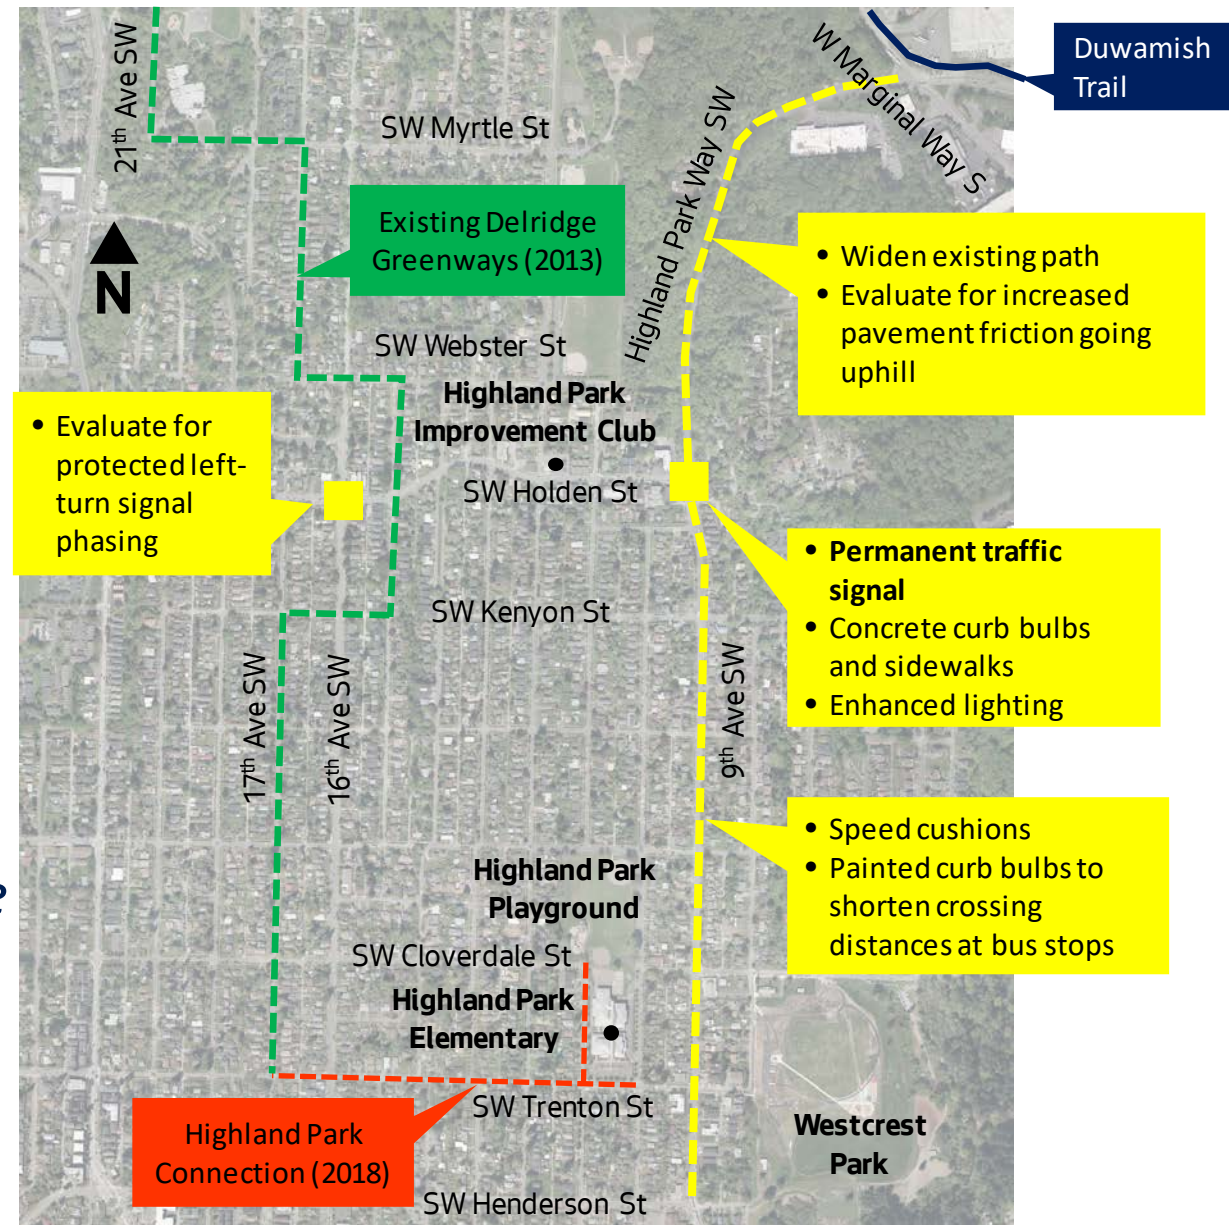 21th Ave SW
SW Myrtle St
W Marginal Way S
Duwamish
Trail
Highland Park Way SW
Existing Delridge
Greenways (2013)
N
• Widen existing path
• Evaluate for increased
pavement friction going
uphill
SW Webster St
Highland Park
Improvement Club
• Evaluate for
protected left-
turn signal
phasing
SW Holden St
• Permanent traffic
signal
• Concrete curb bulbs
and sidewalks
• Enhanced lighting
SW Kenyon St
17th Ave SW
16th Ave SW
9th Ave SW
• Speed cushions
• Painted curb bulbs to
shorten crossing
distances at bus stops
Highland Park
Playground
?
SW Cloverdale St
Highland Park
Elementary
SW Trenton St
Highland Park
Connection (2018)
Westcrest
Park
SW Henderson St